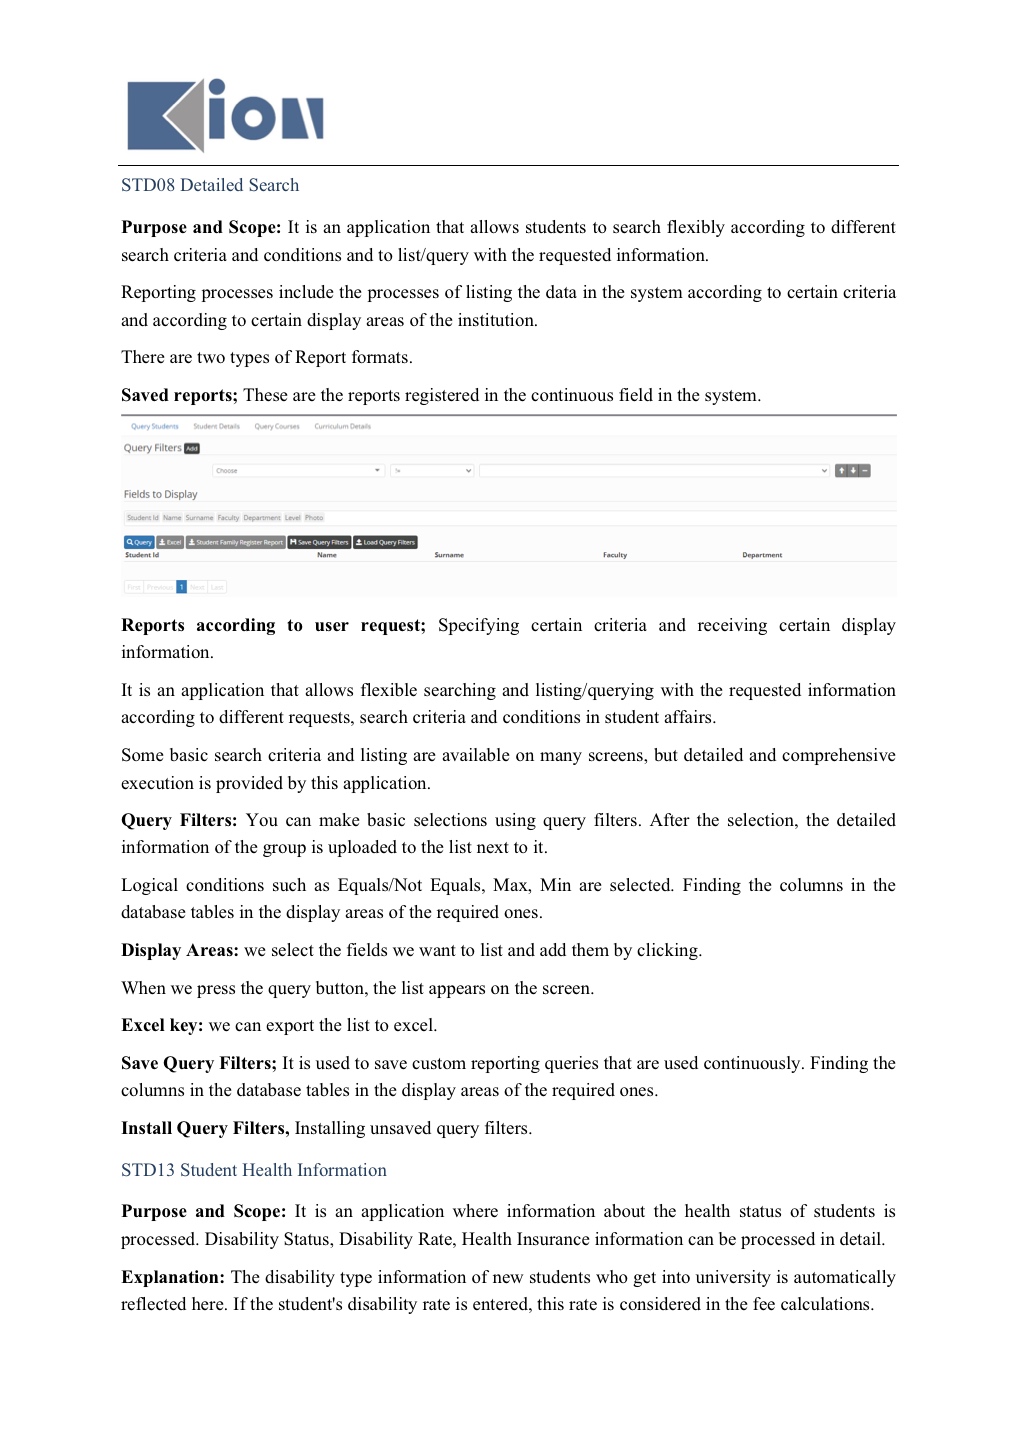 Kion
STD08 Detailed Search
Purpose and Scope: It is an application that allows students to search flexibly according to different
search criteria and conditions and to list/query with the requested information.
Reporting processes include the processes of listing the data in the system according to certain criteria
and according to certain display areas of the institution.
There are two types of Report formats.
Saved reports; These are the reports registered in the continuous field in the system.
Query Students Student Details Query Courses Curriculum Details
Query Filters Add
Choose
Fields to Display
Student Id Name Surname Faculty Department Level Photo
Query Excel Student Family Register Report Save Query Filters Load Query Filters
Student Id Name Surname Faculty Department
First Previous 1 Next Last
Reports according to user request; Specifying certain criteria and receiving certain display
information.
It is an application that allows flexible searching and listing/querying with the requested information
according to different requests, search criteria and conditions in student affairs.
Some basic search criteria and listing are available on many screens, but detailed and comprehensive
execution is provided by this application.
Query Filters: You can make basic selections using query filters. After the selection, the detailed
information of the group is uploaded to the list next to it.
Logical conditions such as Equals/Not Equals, Max, Min are selected. Finding the columns in the
database tables in the display areas of the required ones.
Display Areas: we select the fields we want to list and add them by clicking.
When we press the query button, the list appears on the screen.
Excel key: we can export the list to excel.
Save Query Filters; It is used to save custom reporting queries that are used continuously. Finding the
columns in the database tables in the display areas of the required ones.
Install Query Filters, Installing unsaved query filters.
STD13 Student Health Information
Purpose and Scope: It is an application where information about the health status of students is
processed. Disability Status, Disability Rate, Health Insurance information can be processed in detail.
Explanation: The disability type information of new students who get into university is automatically
reflected here. If the student's disability rate is entered, this rate is considered in the fee calculations.